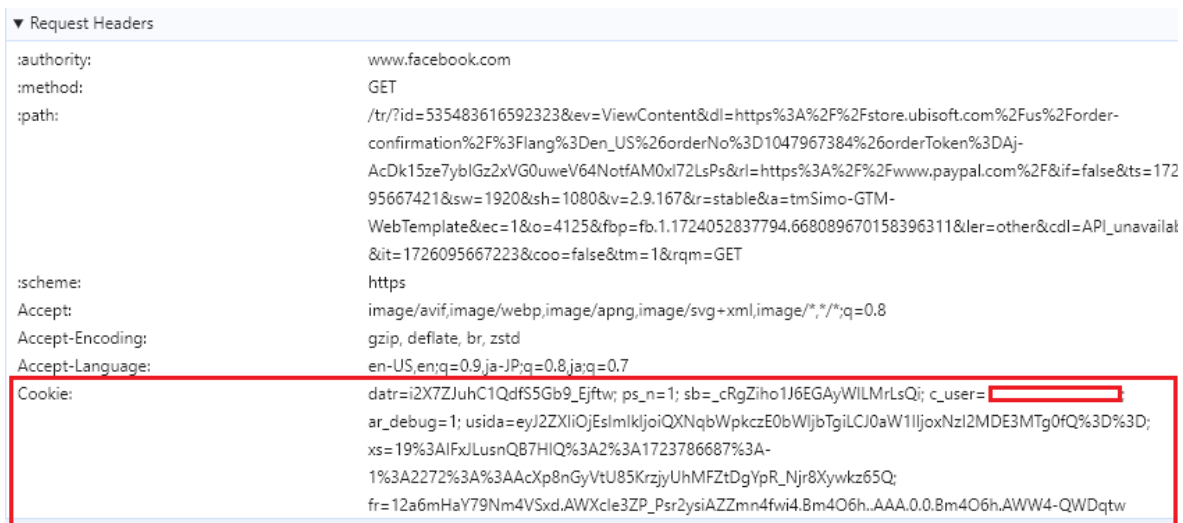 ▼ Request Headers
:authority: www.facebook.com
:method: GET
:path: /tr/?id=535483616592323&ev=ViewContent&dl=https%3A%2F%2Fstore.ubisoft.com%2Fus%2Forder-
confirmation%2F%3Flang%3Den_US%26orderNo%3D1047967384%26orderToken%3DAj-
AcDk15ze7yblGz2xVG0uweV64NotfAM0xl72LsPs&rl=https%3A%2F%2Fwww.paypal.com%2F&if=false&ts=172
95667421&sw=1920&sh=1080&v=2.9.167&r=stable&a=tmSimo-GTM-
WebTemplate&ec=1&o=4125&fbp=fb.1.1724052837794.668089670158396311&ler=other&cdl=API_unavailab
&it=1726095667223&coo=false&tm=1&rqm=GET
:scheme: https
Accept: image/avif,image/webp,image/apng,image/svg+xml,image/*,*/*;q=0.8
Accept-Encoding: gzip, deflate, br, zstd
Accept-Language: en-US,en;q=0.9,ja-JP;q=0.8,ja;q=0.7
Cookie: datr=i2X7ZJuhC1QdfS5Gb9_Ejftw; ps_n=1; sb=_cRgZiho1J6EGAyWILMrLsQi; c_user= ;
ar_debug=1; usida=eyJ2ZXIiOjEsImlkIjoiQXNqbWpkczE0bWljbTgiLCJ0aW1lIjoxNzI2MDE3MTg0fQ%3D%3D;
xs=19%3AlFxJLusnQB7HlQ%3A2%3A1723786687%3A-
1%3A2272%3A%3AAcXp8nGyVtU85KrzjyUhMFZtDgYpR_Njr8Xywkz65Q;
fr=12a6mHaY79Nm4VSxd.AWXcle3ZP_Psr2ysiAZZmn4fwi4.Bm4O6h..AAA.0.0.Bm4O6h.AWW4-QWDqtw